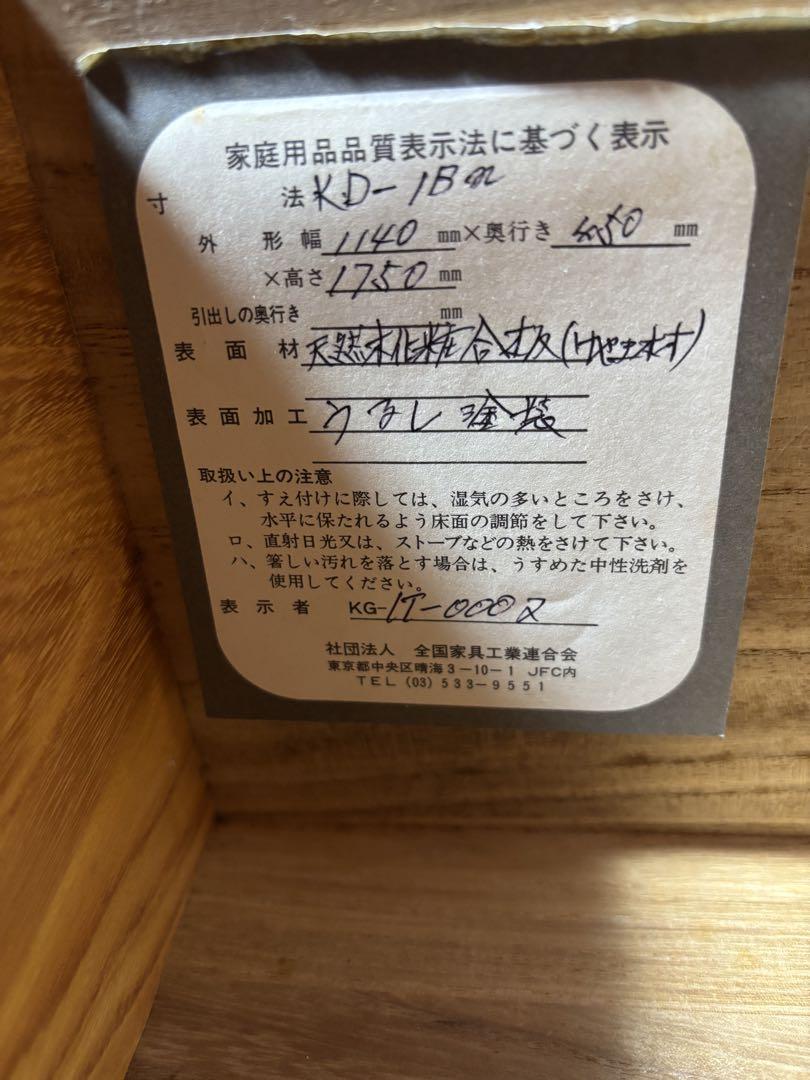 家庭用品品質表示法に基づく表示
寸法 KD-1B
外形幅 1140 mm×奥行き 450 mm
×高さ 1750 mm
引出しの奥行き mm
表面材 天然木化粧合板(けやき木材)
表面加工 うるし塗装
取扱い上の注意
イ、すえ付けに際しては、湿気の多いところをさけ、
水平に保たれるよう床面の調節をして下さい。
ロ、直射日光又は、ストーブなどの熱をさけて下さい。
ハ、箸しい汚れを落とす場合は、うすめた中性洗剤を
使用してください。
表示者 KG-IT-0002
社団法人 全国家具工業連合会
東京都中央区晴海3-10-1 JFC内
TEL (03) 533-9551